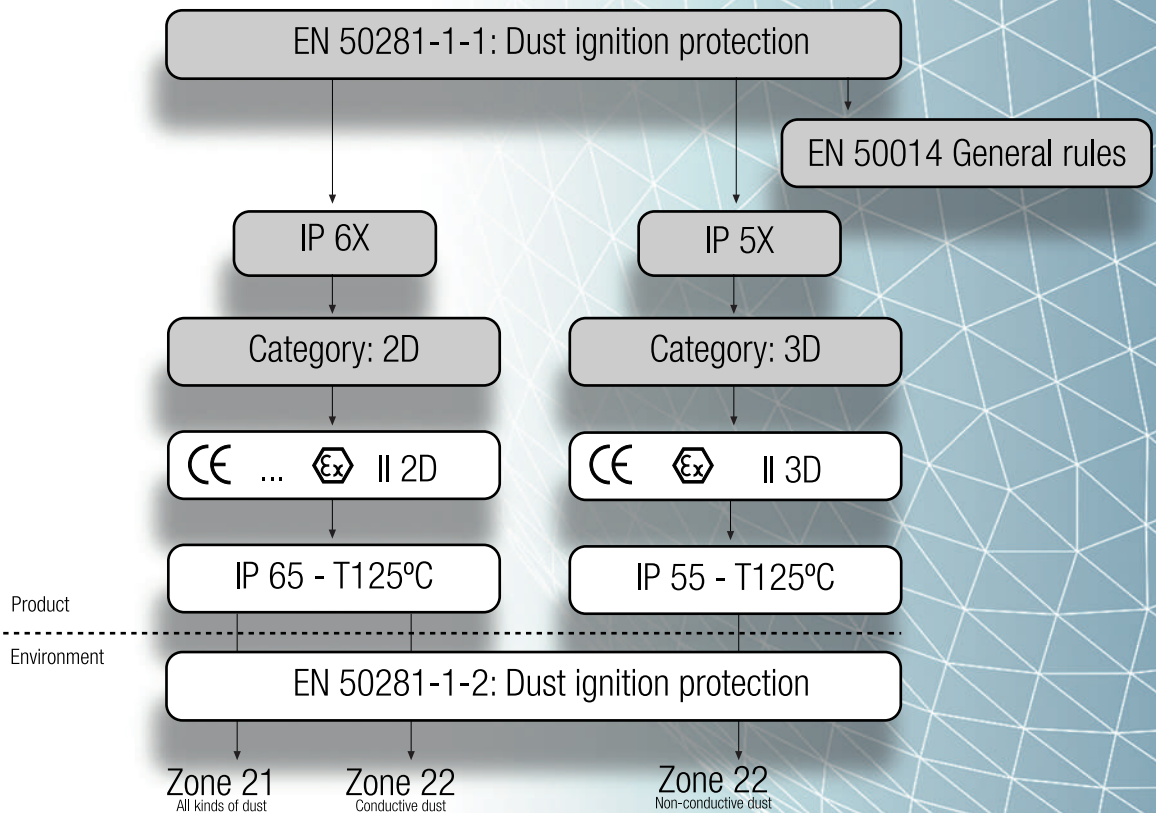 EN 50281-1-1: Dust ignition protection
EN 50014 General rules
IP 6X
IP 5X
Category: 2D
Category: 3D
CE ... Ex II 2D
CE Ex II 3D
IP 65 - T125ºC
IP 55 - T125ºC
Product
Environment
EN 50281-1-2: Dust ignition protection
Zone 21
All kinds of dust
Zone 22
Conductive dust
Zone 22
Non-conductive dust